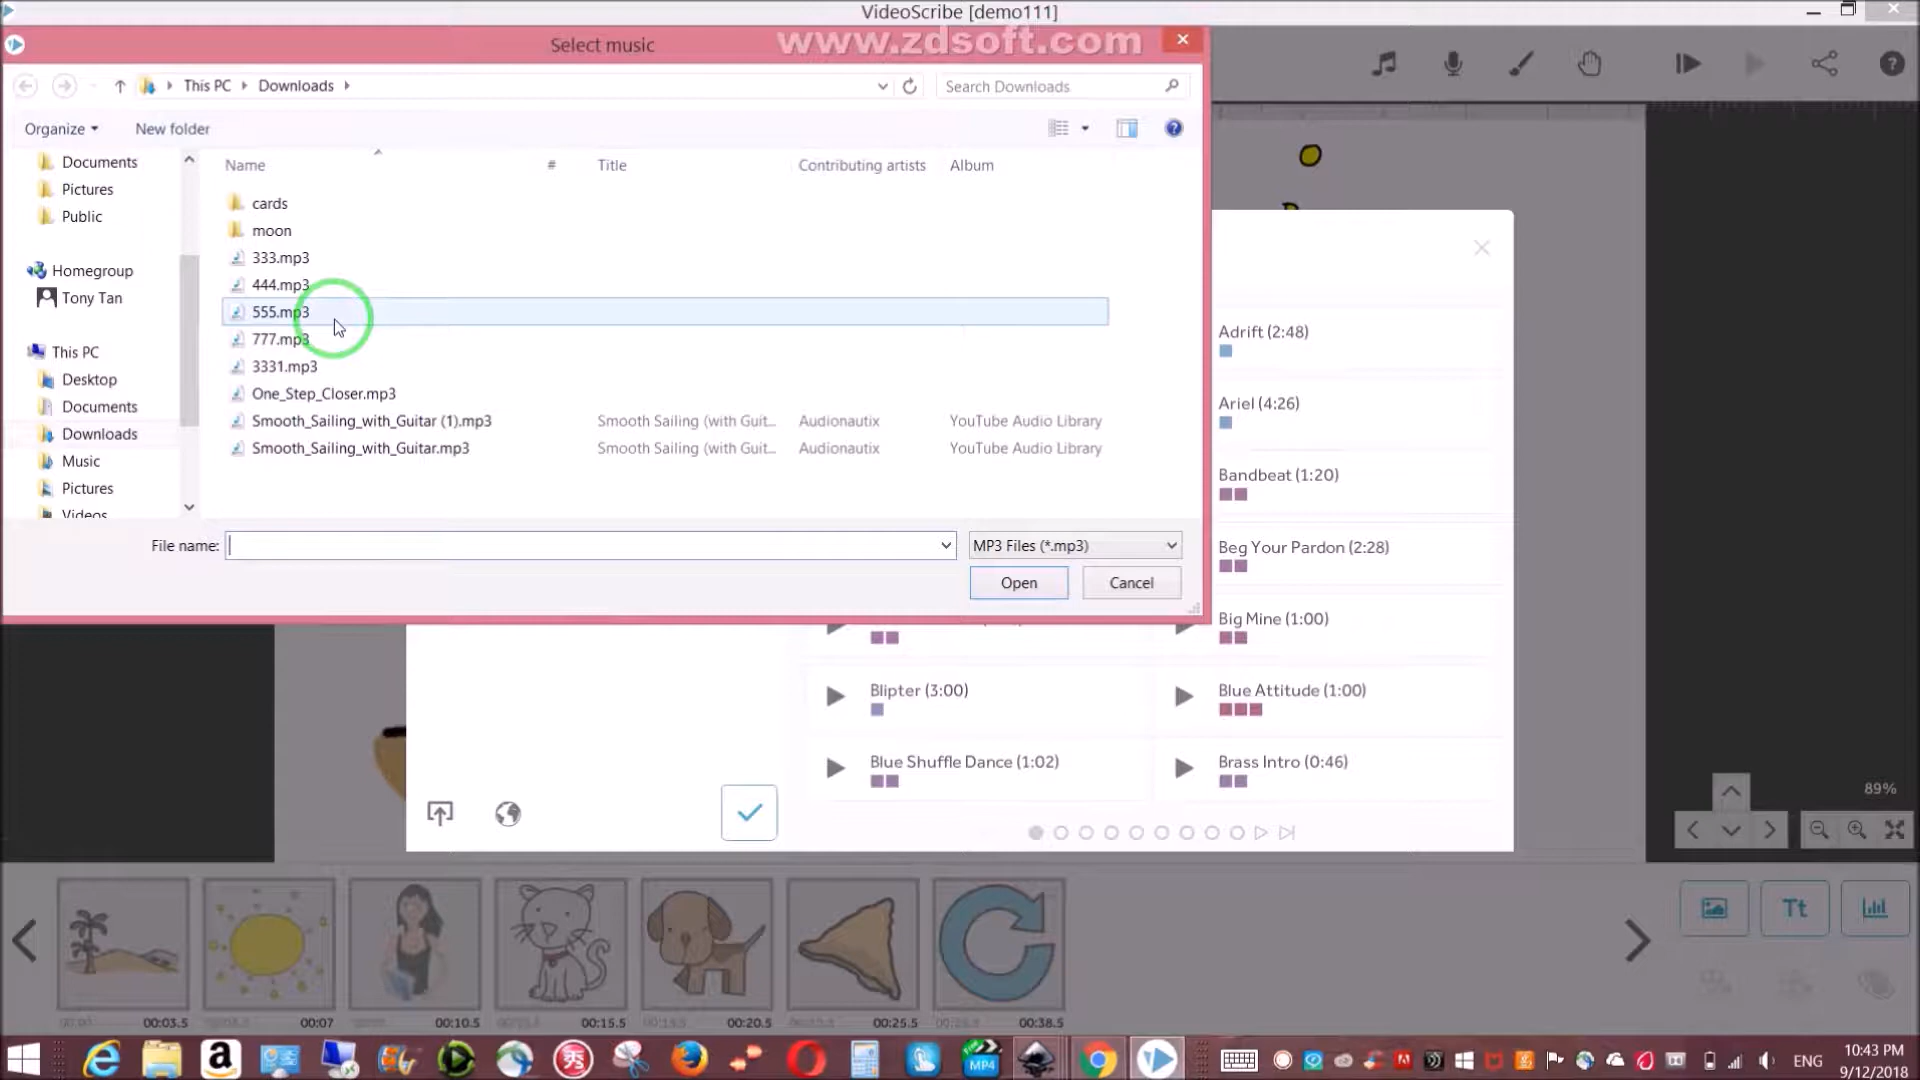 VideoScribe [demo111]
Select music
www.zdsoft.com
This PC
Downloads
Search Downloads
Organize
New folder
Name
#
Title
Contributing artists
Album
Documents
Pictures
Public
Homegroup
Tony Tan
This PC
Desktop
Documents
Downloads
Music
Pictures
Videos
cards
moon
333.mp3
444.mp3
555.mp3
777.mp3
3331.mp3
One_Step_Closer.mp3
Smooth_Sailing_with_Guitar (1).mp3 Smooth Sailing (with Guit... Audionautix YouTube Audio Library
Smooth_Sailing_with_Guitar.mp3 Smooth Sailing (with Guit... Audionautix YouTube Audio Library
File name:
MP3 Files (*.mp3)
Open
Cancel
Adrift (2:48)
Ariel (4:26)
Bandbeat (1:20)
Beg Your Pardon (2:28)
Big Mine (1:00)
Blipter (3:00)
Blue Attitude (1:00)
Blue Shuffle Dance (1:02)
Brass Intro (0:46)
89%
Tt
00:03.5
00:07
00:10.5
00:15.5
00:20.5
00:25.5
00:38.5
MP4
ENG
10:43 PM
9/12/2018